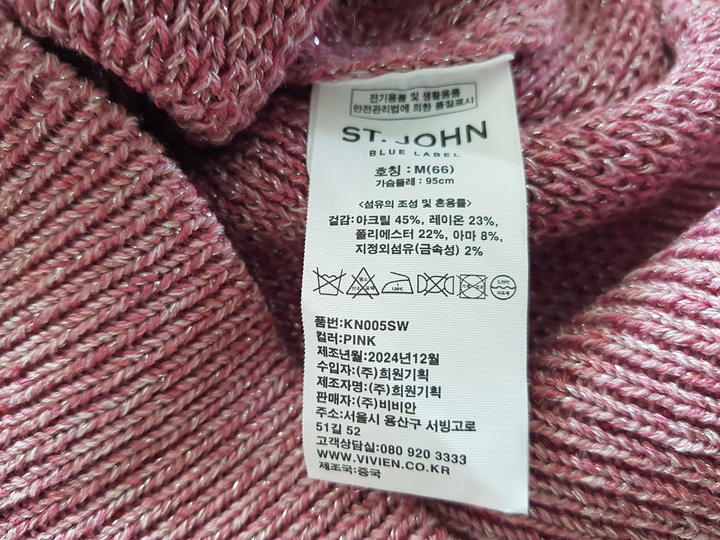 전기용품 및 생활용품
안전관리법에 의한 품질표시
ST. JOHN
BLUE LABEL
호칭 : M(66)
가슴둘레 : 95cm
<섬유의 조성 및 혼용률>
겉감:아크릴 45%, 레이온 23%,
폴리에스터 22%, 아마 8%,
지정외섬유(금속성) 2%
품번:KN005SW
컬러:PINK
제조년월:2024년12월
수입자:(주)희원기획
제조자명:(주)희원기획
판매자:(주)비비안
주소:서울시 용산구 서빙고로
51길 52
고객상담실:080 920 3333
WWW.VIVIEN.CO.KR
제조국:중국